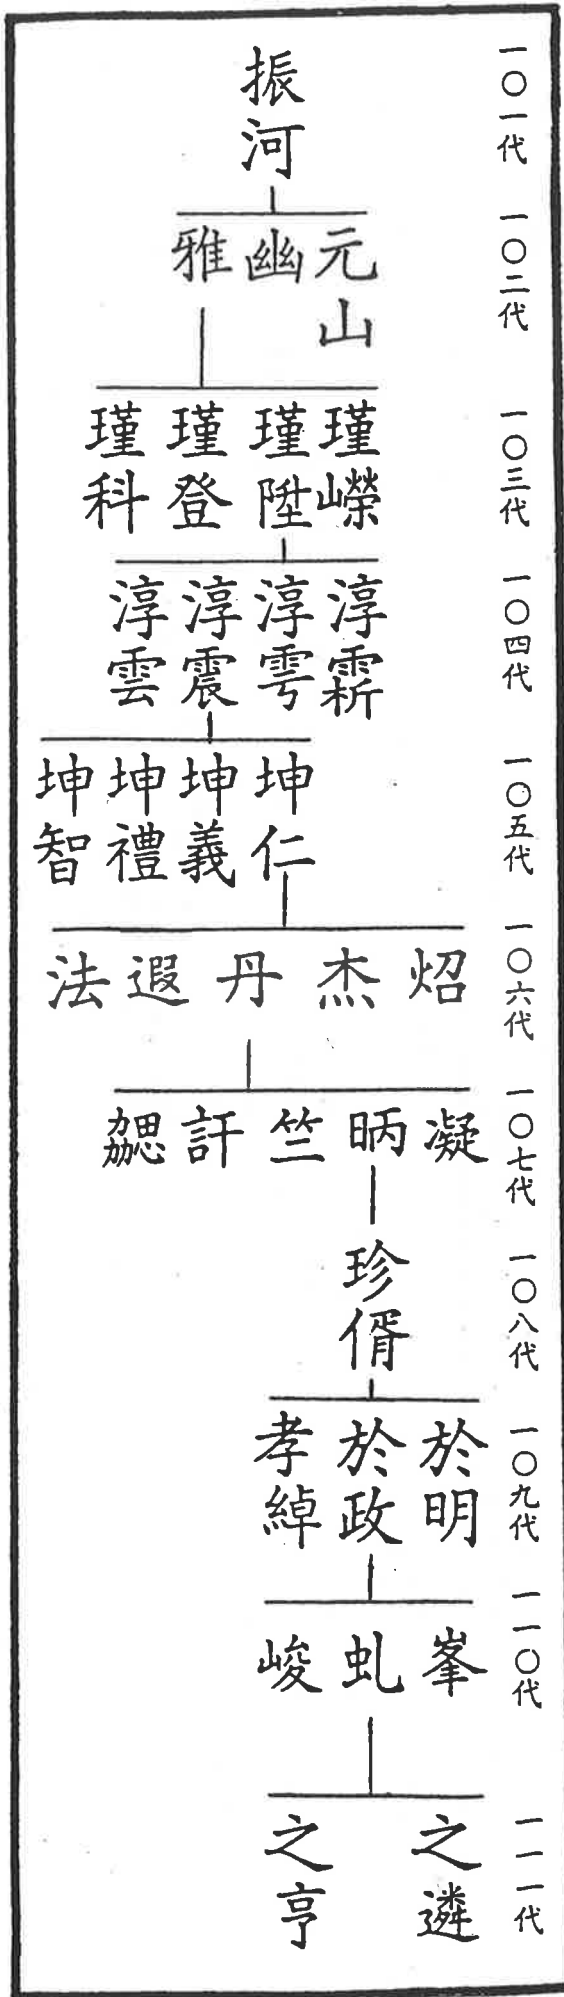 一〇一代
振河
一〇二代
元山
幽
雅
一〇三代
瑾嶸
瑾陞
瑾登
瑾科
一〇四代
淳霦
淳雩
淳震
淳雲
一〇五代
坤仁
坤義
坤禮
坤智
一〇六代
炤
杰
丹
遐
法
一〇七代
凝
昞
竺
訐
勰
一〇八代
珍偦
一〇九代
於明
於政
孝綽
一一〇代
峯
虬
峻
一一一代
之遴
之亨